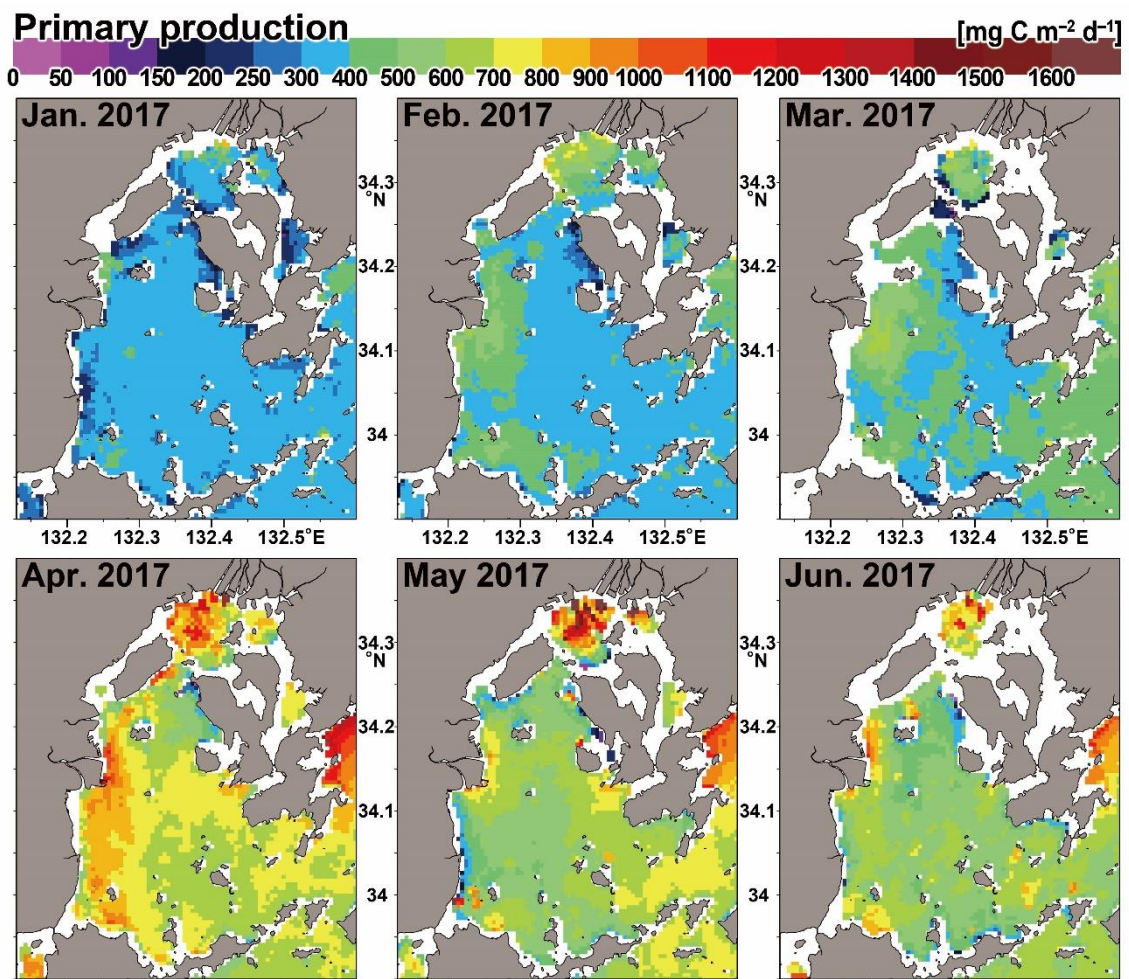 Primary production [mg C m⁻² d⁻¹]
0 50 100 150 200 250 300 400 500 600 700 800 900 1000 1100 1200 1300 1400 1500 1600
Jan. 2017 Feb. 2017 Mar. 2017
34.3 34.3
°N °N
34.2 34.2
34.1 34.1
34 34
132.2 132.3 132.4 132.5°E 132.2 132.3 132.4 132.5°E 132.2 132.3 132.4 132.5°E
Apr. 2017 May 2017 Jun. 2017
34.3 34.3
°N °N
34.2 34.2
34.1 34.1
34 34